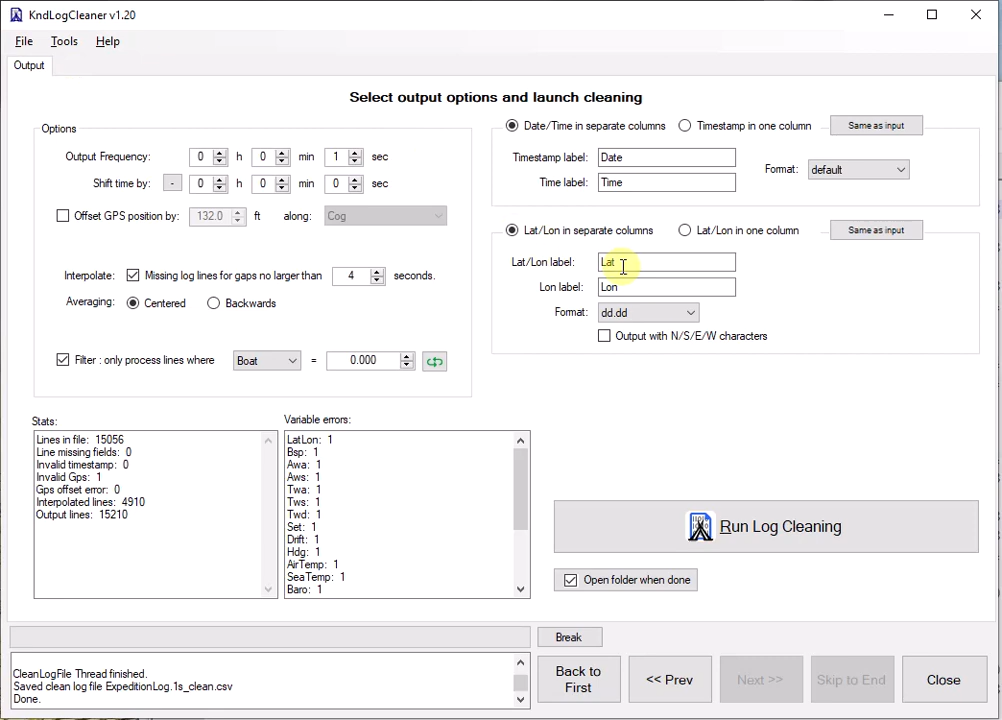 KndLogCleaner v1.20
File Tools Help
Output
Select output options and launch cleaning
Options
Output Frequency: 0 h 0 min 1 sec
Shift time by: - 0 h 0 min 0 sec
Offset GPS position by: 132.0 ft along: Cog
Interpolate: Missing log lines for gaps no larger than 4 seconds.
Averaging: Centered Backwards
Filter : only process lines where Boat = 0.000
Date/Time in separate columns Timestamp in one column Same as input
Timestamp label: Date
Time label: Time
Format: default
Lat/Lon in separate columns Lat/Lon in one column Same as input
Lat/Lon label: Lat
Lon label: Lon
Format: dd.dd
Output with N/S/E/W characters
Stats:
Lines in file: 15056
Line missing fields: 0
Invalid timestamp: 0
Invalid Gps: 1
Gps offset error: 0
Interpolated lines: 4910
Output lines: 15210
Variable errors:
LatLon: 1
Bsp: 1
Awa: 1
Aws: 1
Twa: 1
Tws: 1
Twd: 1
Set: 1
Drift: 1
Hdg: 1
AirTemp: 1
SeaTemp: 1
Baro: 1
Run Log Cleaning
Open folder when done
Break
CleanLogFile Thread finished.
Saved clean log file ExpeditionLog.1s_clean.csv
Done.
Back to First
<< Prev
Next >>
Skip to End
Close